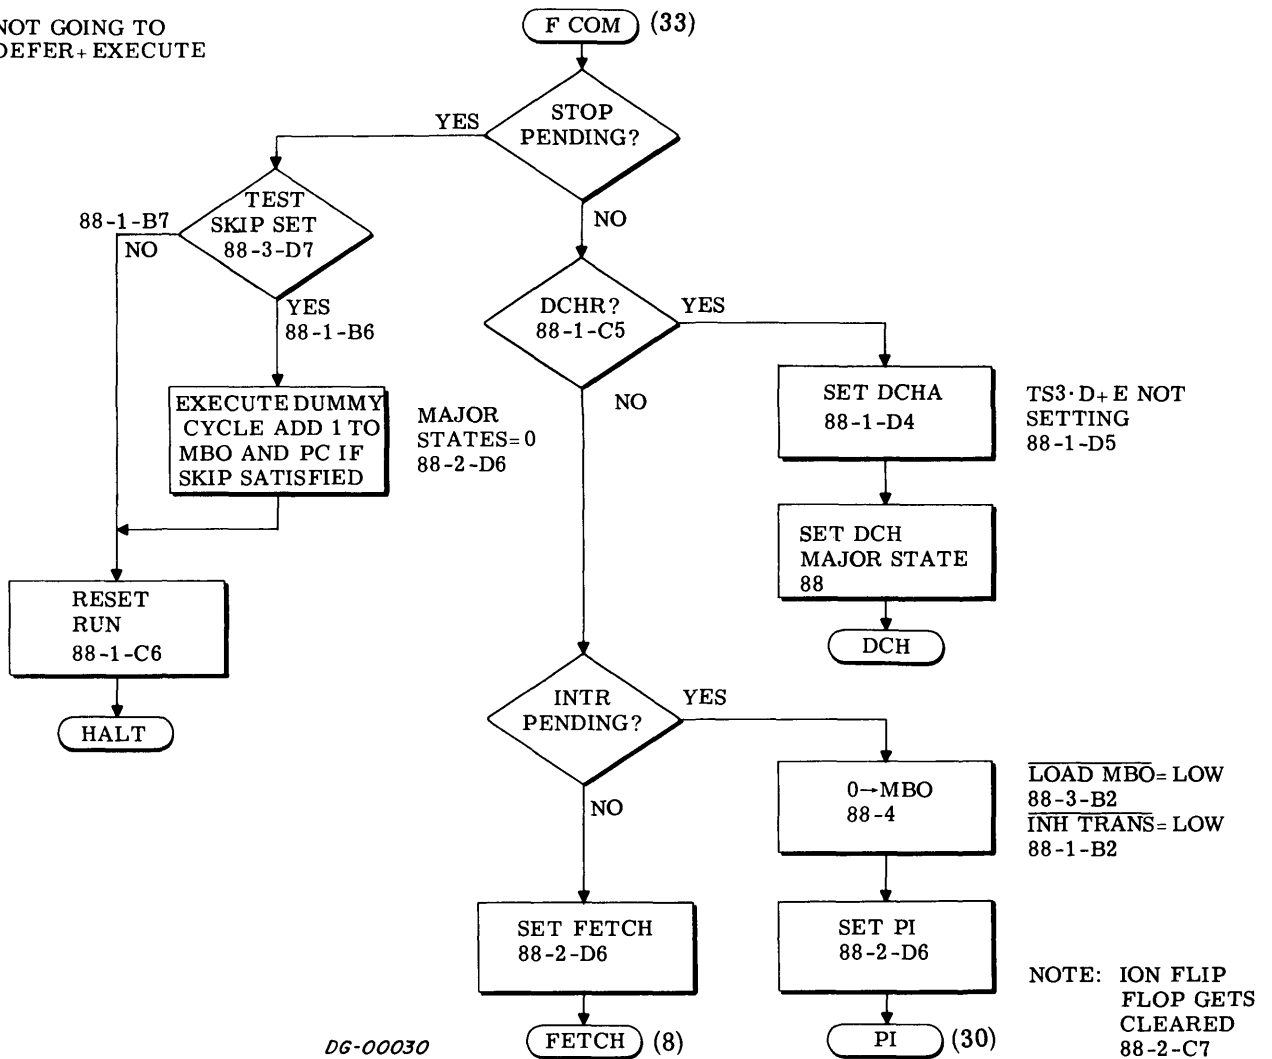 NOT GOING TO
DEFER+ EXECUTE
F COM (33)
STOP
PENDING?
YES
NO
TEST
SKIP SET
88-3-D7
88-1-B7
NO
YES
88-1-B6
DCHR?
88-1-C5
YES
NO
EXECUTE DUMMY
CYCLE ADD 1 TO
MBO AND PC IF
SKIP SATISFIED
MAJOR
STATES=0
88-2-D6
SET DCHA
88-1-D4
TS3·D+E NOT
SETTING
88-1-D5
SET DCH
MAJOR STATE
88
DCH
RESET
RUN
88-1-C6
HALT
INTR
PENDING?
YES
NO
0→MBO
88-4
LOAD MBO=LOW
88-3-B2
INH TRANS=LOW
88-1-B2
SET FETCH
88-2-D6
SET PI
88-2-D6
NOTE: ION FLIP
FLOP GETS
CLEARED
88-2-C7
DG-00030
FETCH (8)
PI (30)